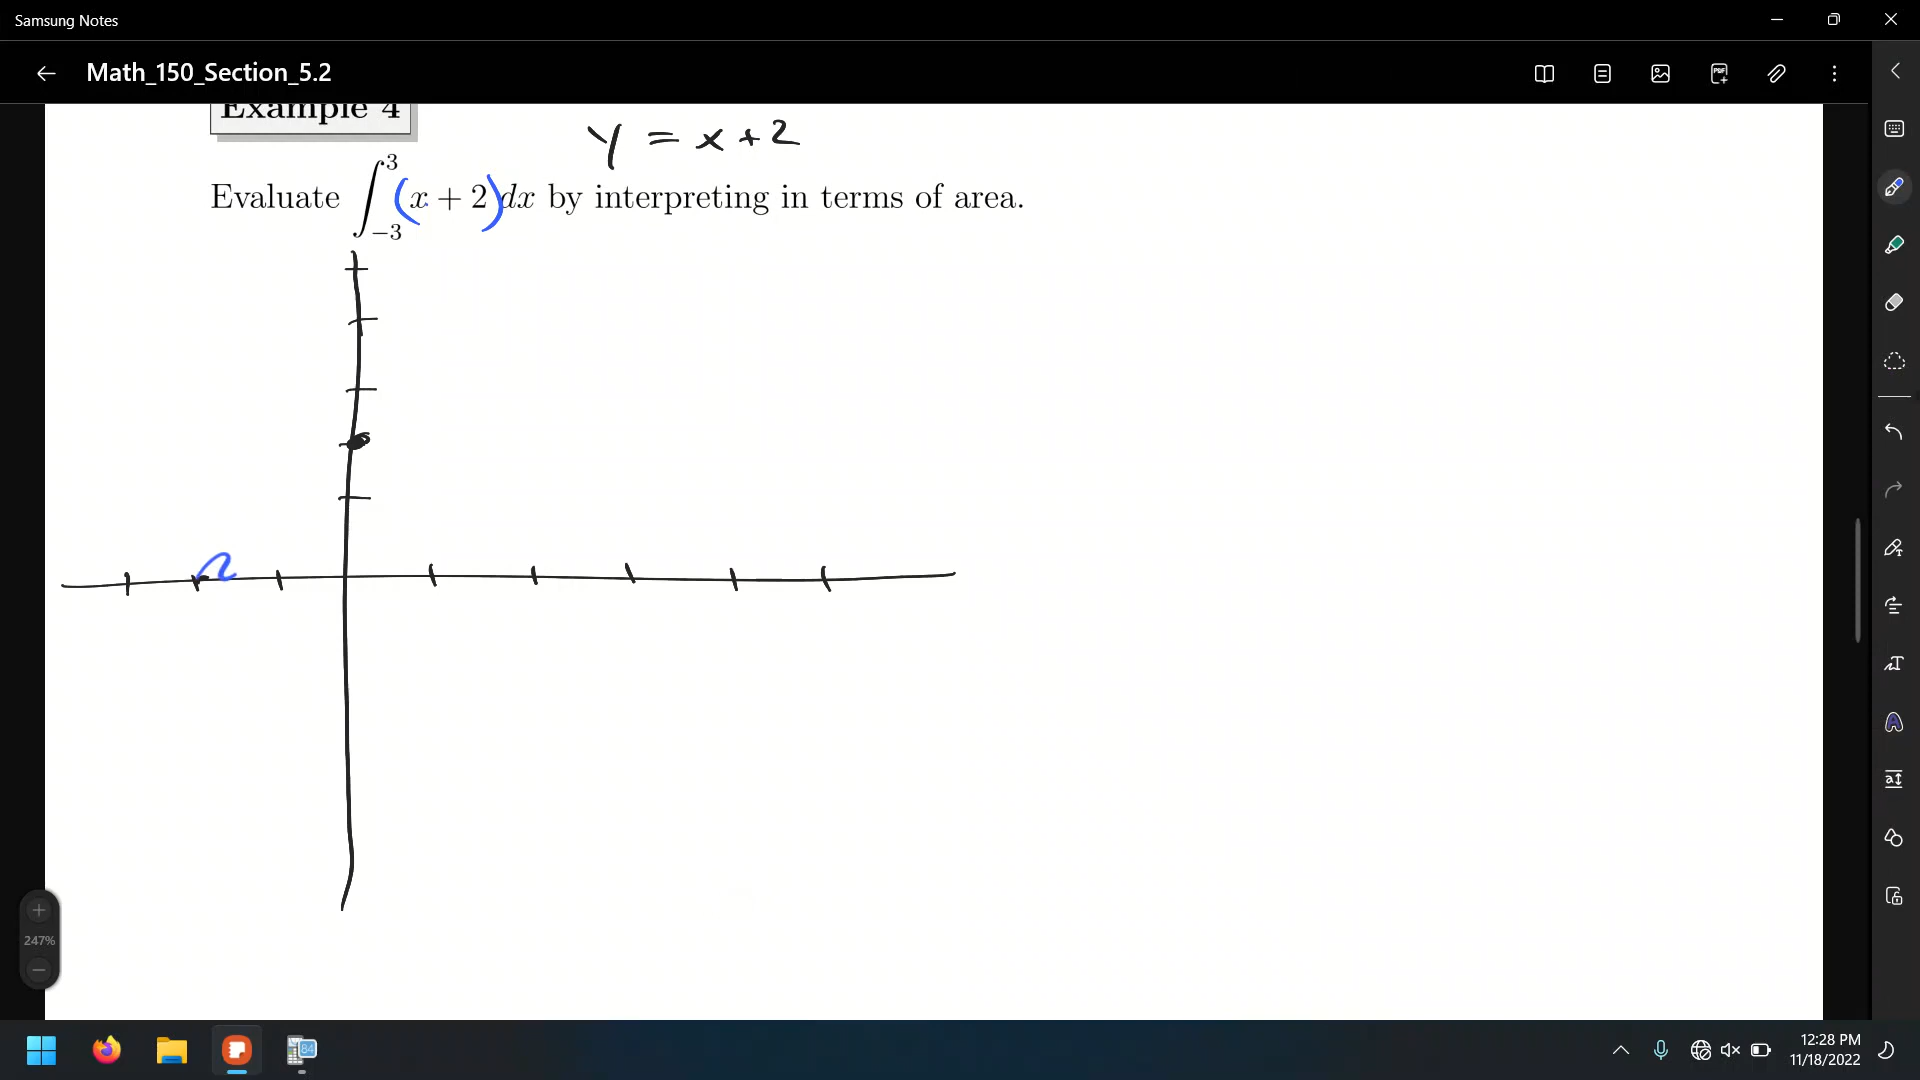 Samsung Notes
Math_150_Section_5.2
Example 4
y = x + 2
Evaluate ∫_{-3}^{3} (x + 2) dx by interpreting in terms of area.
247%
84
12:28 PM
11/18/2022